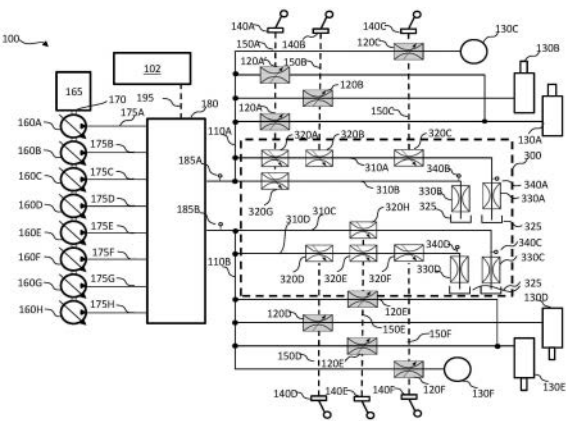 140A 140C 130C
100 150A 140B 120C 130B
102 120A 150B
165 170 195 180 120B
160A 175A 120A 150C
160B 175B 110A 320A 320B 320C 130A
300
160C 175C 185A 310A 340B
310B 330B 340A
330A
160D 175D 320G 325 325
185B 310D 310C 320H
160E 175E 340D 340C
160F 175F 110B 320D 320E 320F 330D 330C
160G 175G 325
120E 130D
160H 175H 120D 150E 150F
150D 120E
140D 140E 140F 120F 130F 130E